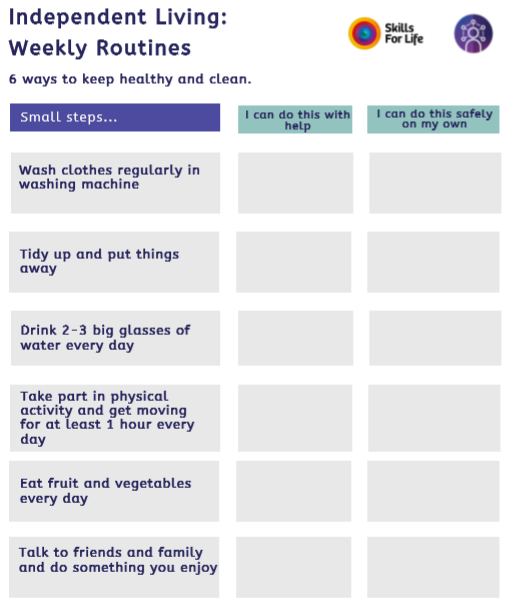 Independent Living:
Weekly Routines
Skills
For Life
6 ways to keep healthy and clean.
Small steps...
I can do this with
help
I can do this safely
on my own
Wash clothes regularly in
washing machine
Tidy up and put things
away
Drink 2-3 big glasses of
water every day
Take part in physical
activity and get moving
for at least 1 hour every
day
Eat fruit and vegetables
every day
Talk to friends and family
and do something you enjoy